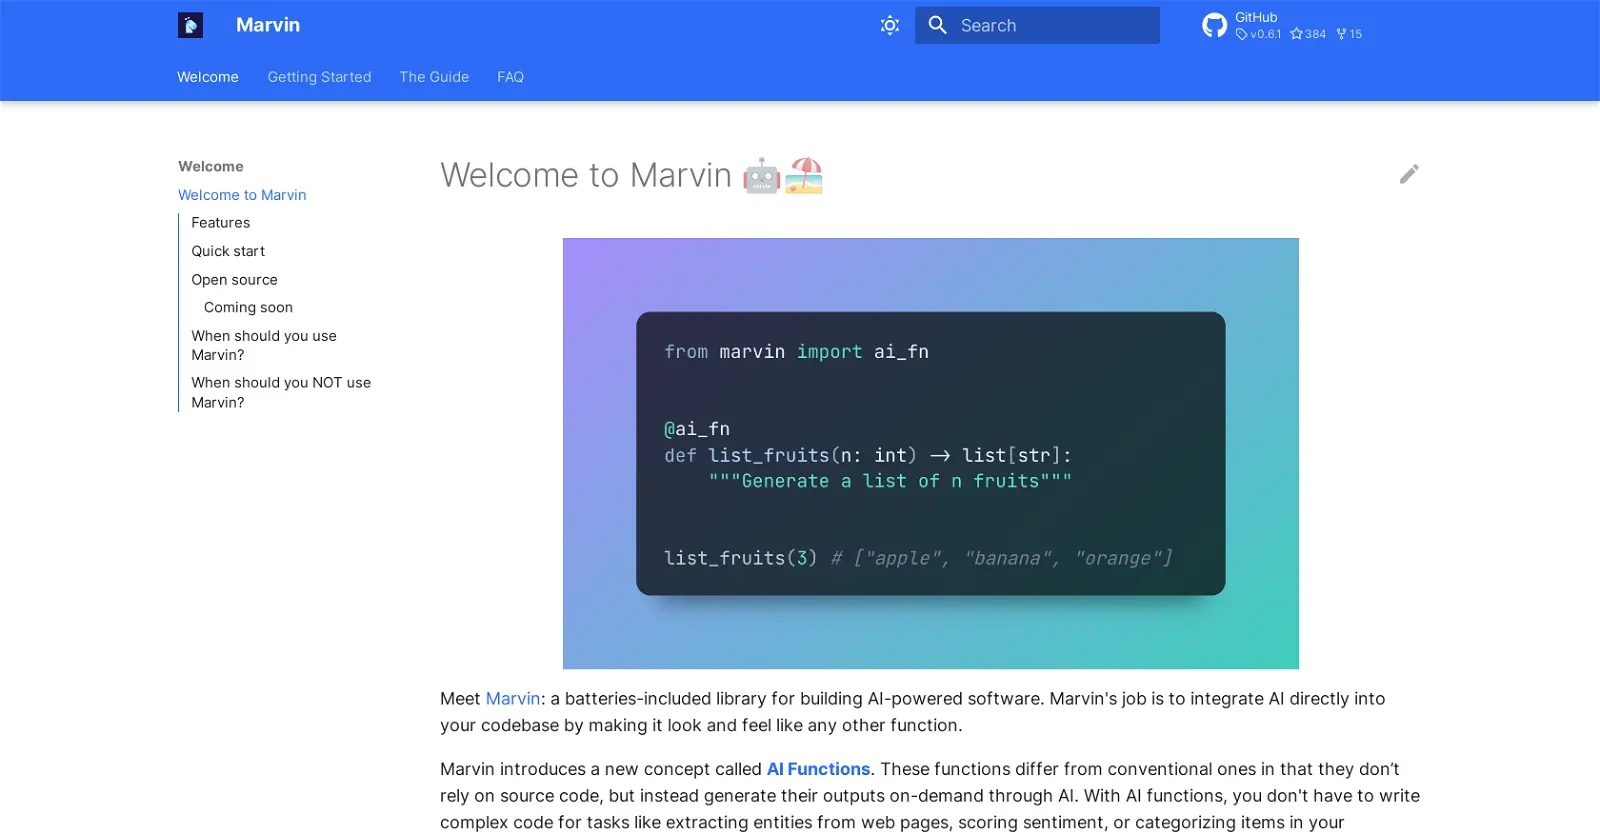 Marvin
Search
GitHub
v0.6.1 384 15
Welcome Getting Started The Guide FAQ
Welcome
Welcome to Marvin
Features
Quick start
Open source
Coming soon
When should you use
Marvin?
When should you NOT use
Marvin?
Welcome to Marvin 🤖🏖️
from marvin import ai_fn
@ai_fn
def list_fruits(n: int) -> list[str]:
"""Generate a list of n fruits"""
list_fruits(3) # ["apple", "banana", "orange"]
Meet Marvin: a batteries-included library for building AI-powered software. Marvin's job is to integrate AI directly into
your codebase by making it look and feel like any other function.
Marvin introduces a new concept called AI Functions. These functions differ from conventional ones in that they don’t
rely on source code, but instead generate their outputs on-demand through AI. With AI functions, you don't have to write
complex code for tasks like extracting entities from web pages, scoring sentiment, or categorizing items in your